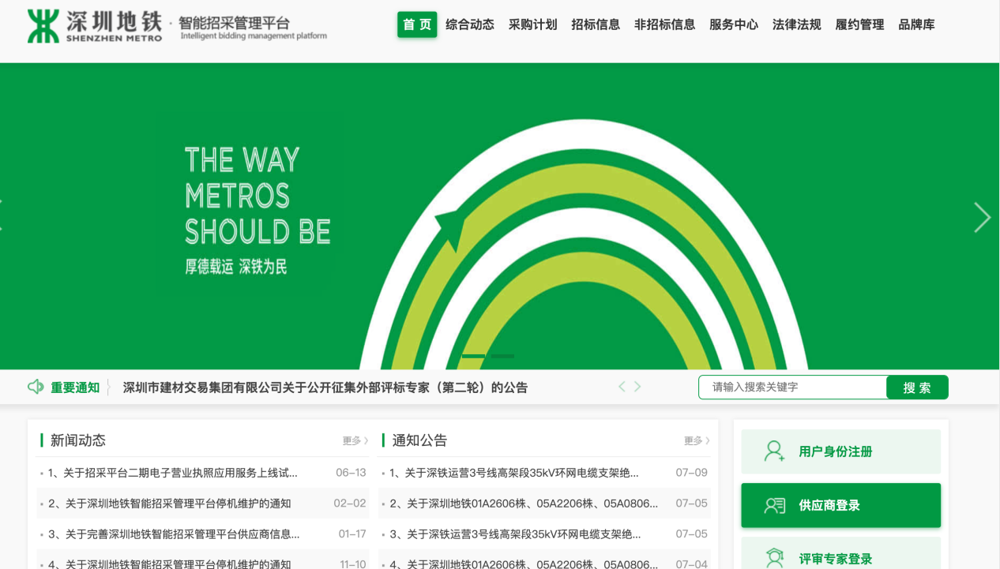 深圳地铁 · 智能招采管理平台
SHENZHEN METRO Intelligent bidding management platform
首 页 综合动态 采购计划 招标信息 非招标信息 服务中心 法律法规 履约管理 品牌库
THE WAY
METROS
SHOULD BE
厚德载运 深铁为民
重要通知 深圳市建材交易集团有限公司关于公开征集外部评标专家（第二轮）的公告
请输入搜索关键字 搜 索
新闻动态 更多
1、关于招采平台二期电子营业执照应用服务上线试... 06-13
2、关于深圳地铁智能招采管理平台停机维护的通知 02-02
3、关于完善深圳地铁智能招采管理平台供应商信息... 01-17
4、关于深圳地铁智能招采管理平台停机维护的通知 11-10
通知公告 更多
1、关于深铁运营3号线高架段35kV环网电缆支架绝... 07-09
2、关于深圳地铁01A2606株、05A2206株、05A0806... 07-05
3、关于深铁运营3号线高架段35kV环网电缆支架绝... 07-05
4、关于深圳地铁01A2606株、05A2206株、05A0806... 07-04
用户身份注册
供应商登录
评审专家登录